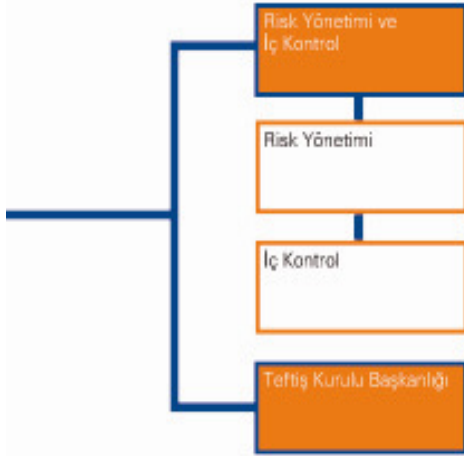 Risk Yönetimi ve
İç Kontrol
Risk Yönetimi
İç Kontrol
Teftiş Kurulu Başkanlığı